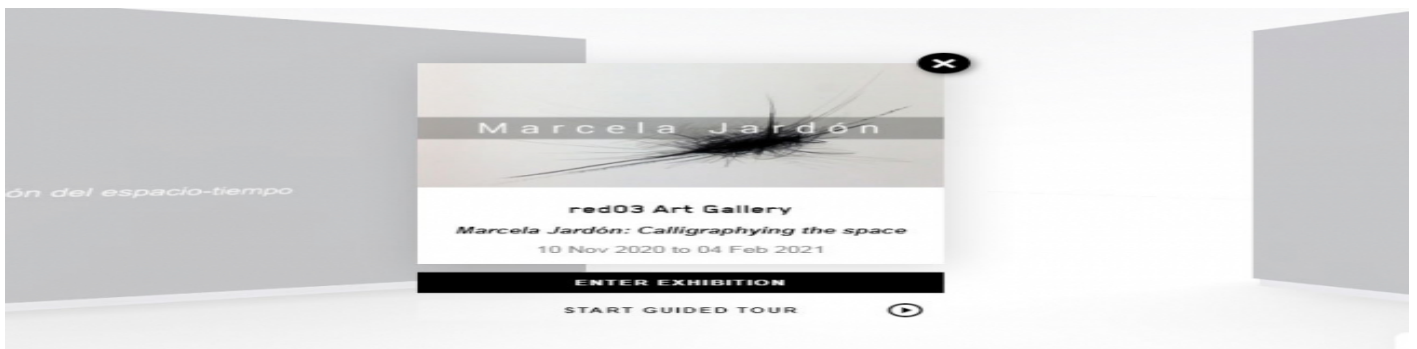 Marcela Jardón
ón del espacio-tiempo
red03 Art Gallery
Marcela Jardón: Calligraphying the space
10 Nov 2020 to 04 Feb 2021
ENTER EXHIBITION
START GUIDED TOUR